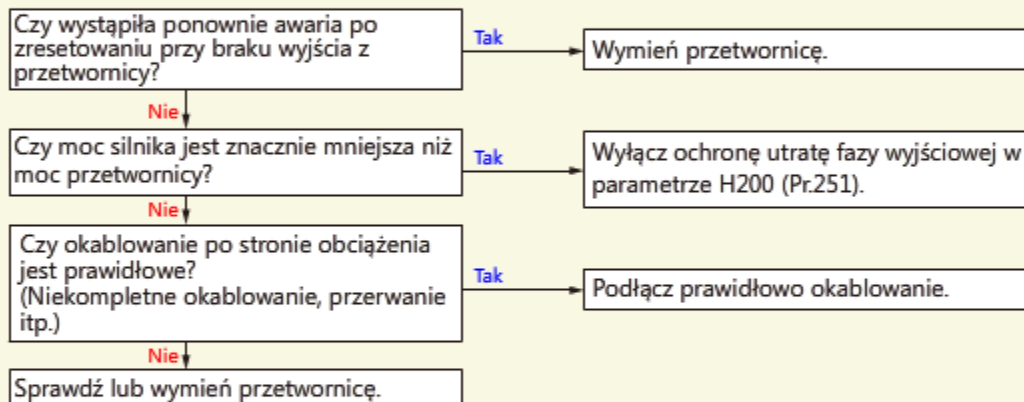 Czy wystąpiła ponownie awaria po
zresetowaniu przy braku wyjścia z
przetwornicy?
Tak
Wymień przetwornicę.
Nie
Czy moc silnika jest znacznie mniejsza niż
moc przetwornicy?
Tak
Wyłącz ochronę utratę fazy wyjściowej w
parametrze H200 (Pr.251).
Nie
Czy okablowanie po stronie obciążenia
jest prawidłowe?
(Niekompletne okablowanie, przerwanie
itp.)
Tak
Podłącz prawidłowo okablowanie.
Nie
Sprawdź lub wymień przetwornicę.